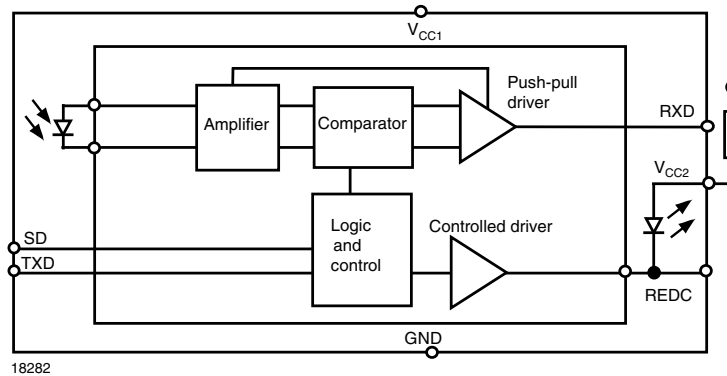 VCC1
Push-pull
driver
Amplifier
Comparator
RXD
VCC2
Logic
and
control
Controlled driver
SD
TXD
REDC
GND
18282